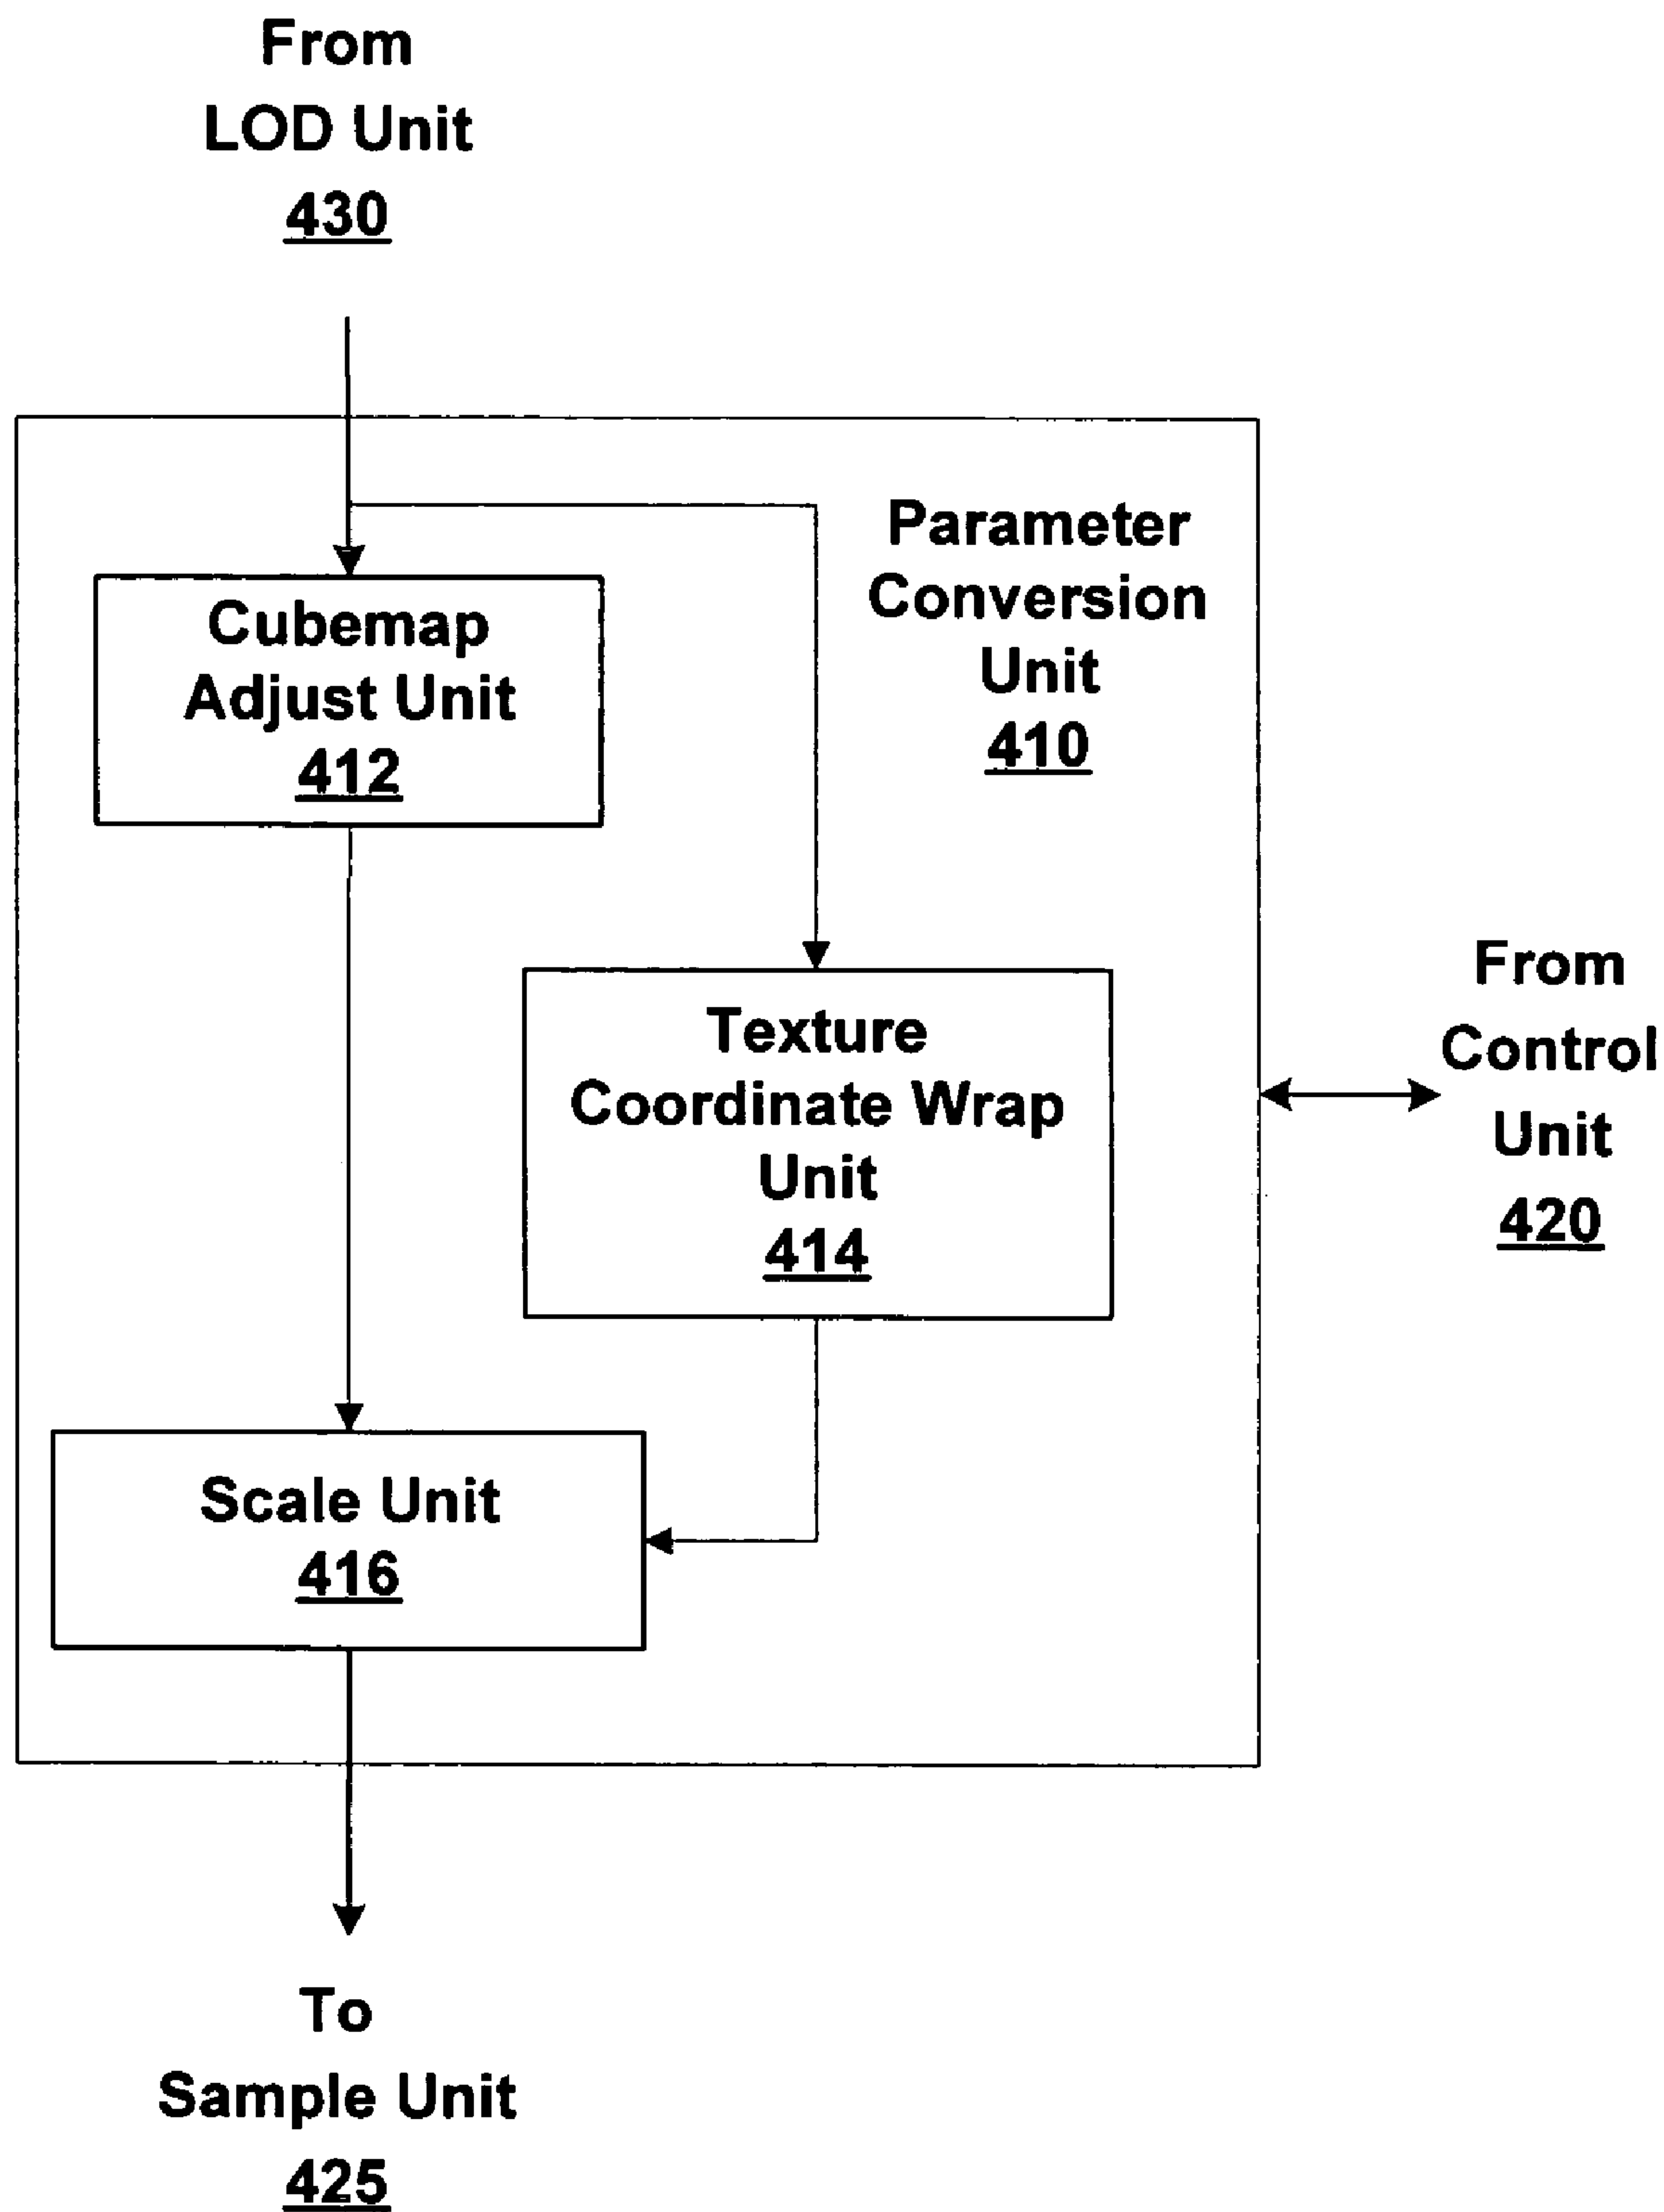 From
LOD Unit
430
Parameter
Conversion
Unit
410
Cubemap
Adjust Unit
412
Texture
Coordinate Wrap
Unit
414
From
Control
Unit
420
Scale Unit
416
To
Sample Unit
425